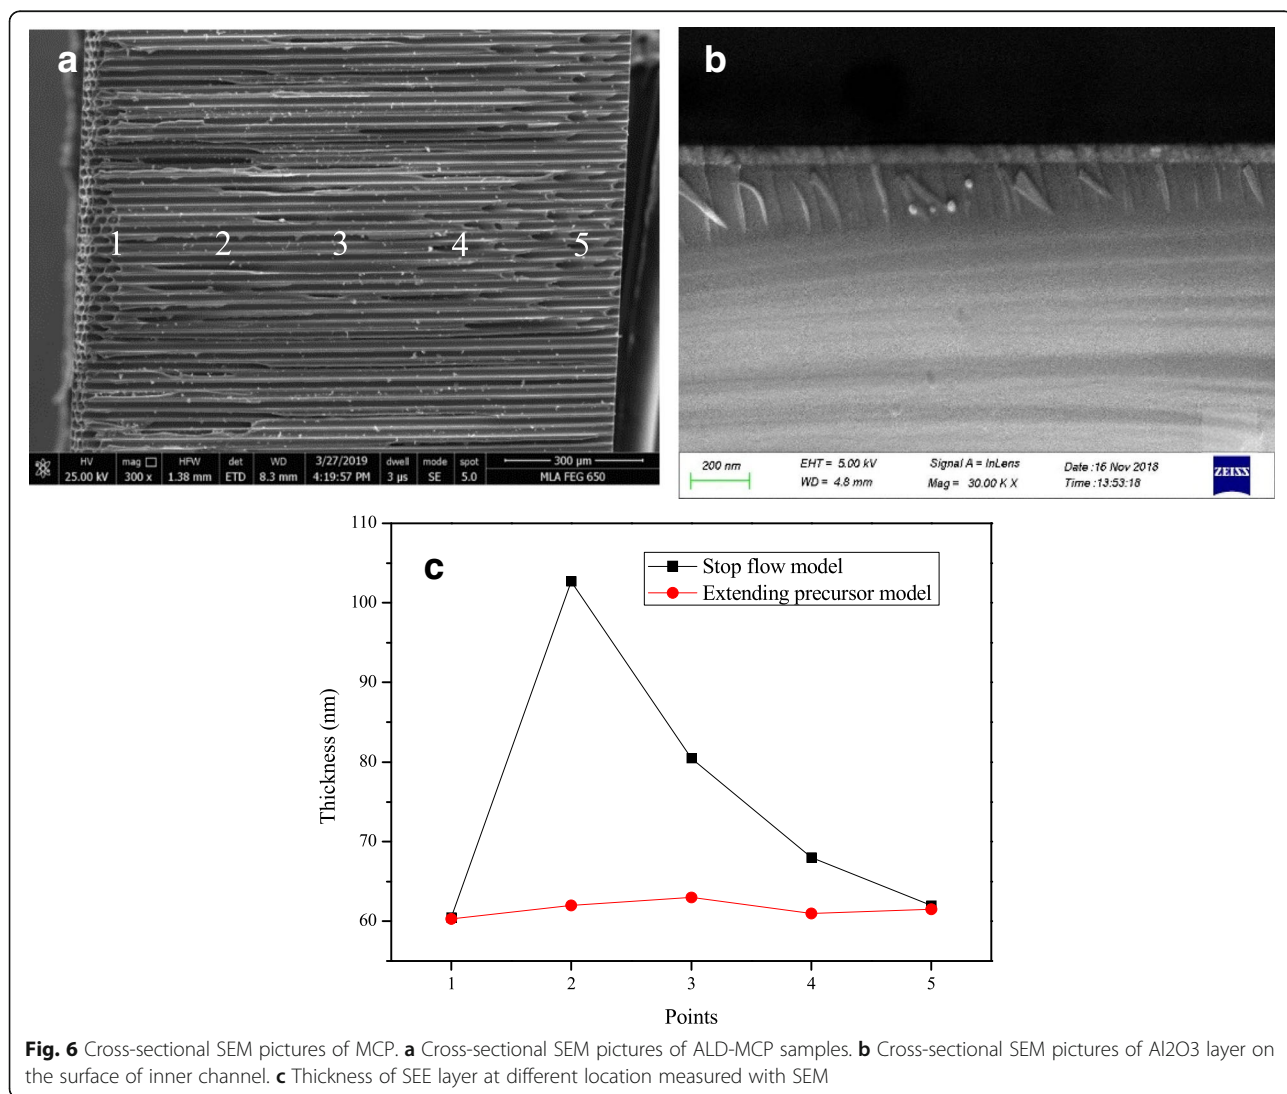 a
1 2 3 4 5
HV mag HFW det WD 3/27/2019 dwell mode spot 300 µm
25.00 kV 300 x 1.38 mm ETD 8.3 mm 4:19:57 PM 3 µs SE 5.0 MLA FEG 650
b
200 nm EHT = 5.00 kV Signal A = InLens Date :16 Nov 2018
WD = 4.8 mm Mag = 30.00 K X Time :13:53:18
ZEISS
c
Stop flow model
Extending precursor model
110
100
90
80
70
60
Thickness (nm)
1 2 3 4 5
Points
Fig. 6 Cross-sectional SEM pictures of MCP. a Cross-sectional SEM pictures of ALD-MCP samples. b Cross-sectional SEM pictures of Al2O3 layer on
the surface of inner channel. c Thickness of SEE layer at different location measured with SEM